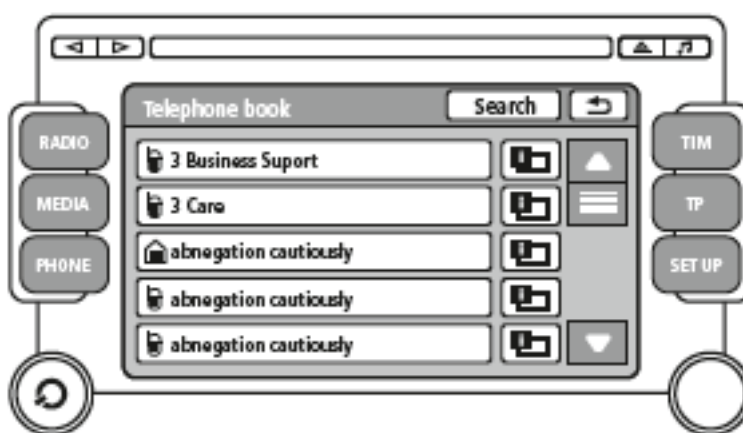 Telephone book Search
RADIO
3 Business Suport
TIM
MEDIA
3 Care
TP
PHONE
abnegation cautiously
SET UP
abnegation cautiously
abnegation cautiously